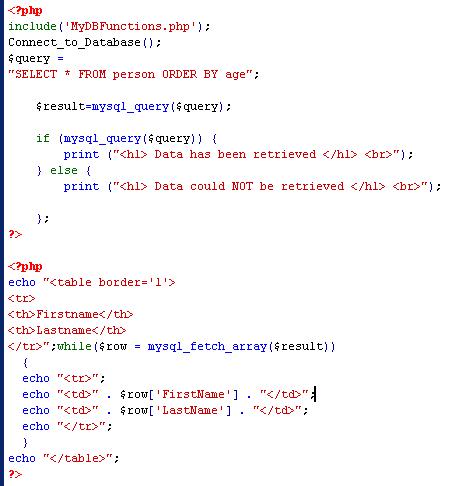 <?php
include('MyDBFunctions.php');
Connect_to_Database();
$query =
"SELECT * FROM person ORDER BY age";
$result=mysql_query($query);
if (mysql_query($query)) {
print ("<h1> Data has been retrieved </h1> <br>");
} else {
print ("<h1> Data could NOT be retrieved </h1> <br>");
};
?>
<?php
echo "<table border='1'>
<tr>
<th>Firstname</th>
<th>Lastname</th>
</tr>";while($row = mysql_fetch_array($result))
{
echo "<tr>";
echo "<td>" . $row['FirstName'] . "</td>";
echo "<td>" . $row['LastName'] . "</td>";
echo "</tr>";
}
echo "</table>";
?>